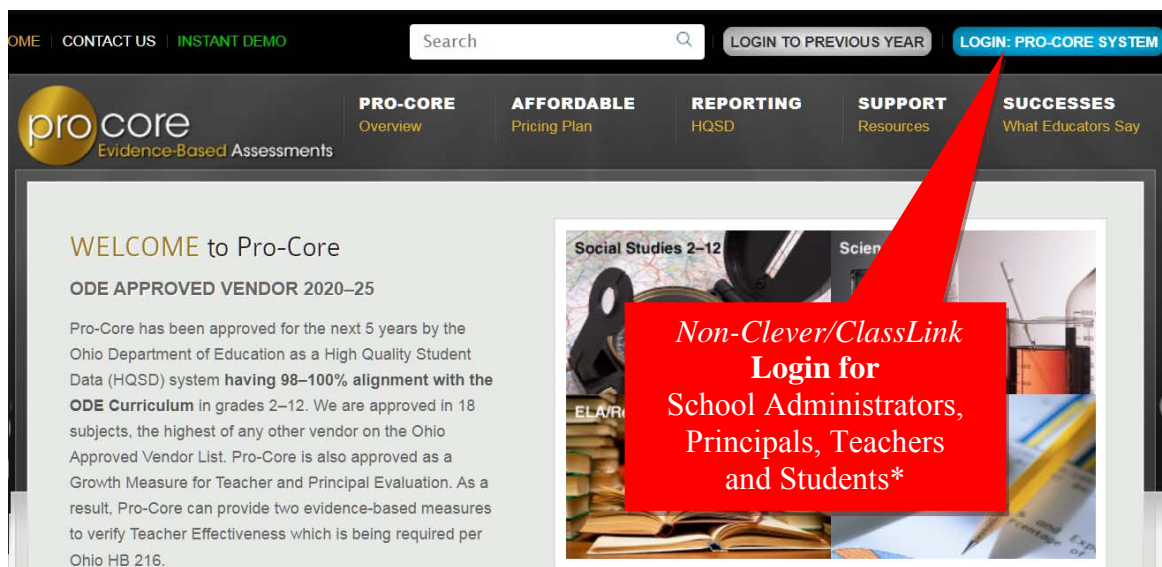 OME | CONTACT US | INSTANT DEMO
Search
LOGIN TO PREVIOUS YEAR
LOGIN: PRO-CORE SYSTEM
pro core
Evidence-Based Assessments
PRO-CORE
Overview
AFFORDABLE
Pricing Plan
REPORTING
HQSD
SUPPORT
Resources
SUCCESSES
What Educators Say
WELCOME to Pro-Core
ODE APPROVED VENDOR 2020–25
Pro-Core has been approved for the next 5 years by the
Ohio Department of Education as a High Quality Student
Data (HQSD) system having 98–100% alignment with the
ODE Curriculum in grades 2–12. We are approved in 18
subjects, the highest of any other vendor on the Ohio
Approved Vendor List. Pro-Core is also approved as a
Growth Measure for Teacher and Principal Evaluation. As a
result, Pro-Core can provide two evidence-based measures
to verify Teacher Effectiveness which is being required per
Ohio HB 216.
Social Studies 2–12
Scien
ELA/Re
Non-Clever/ClassLink
Login for
School Administrators,
Principals, Teachers
and Students*